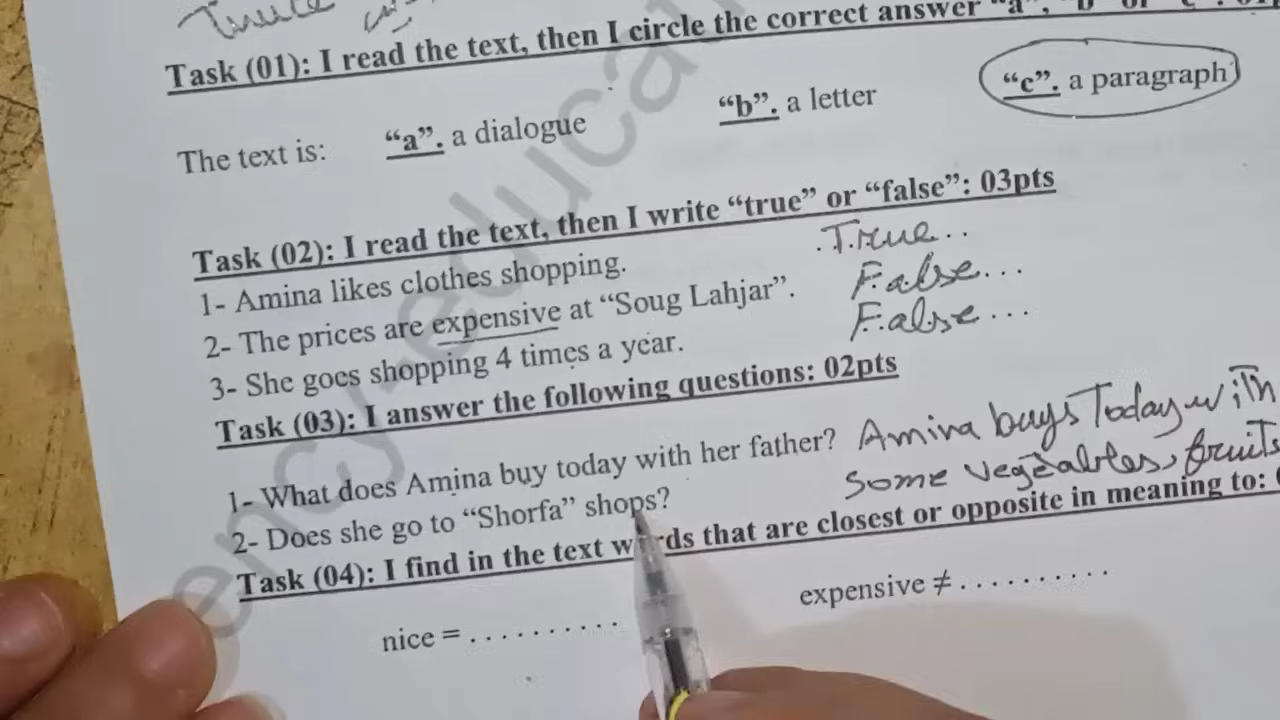 True
Task (01): I read the text, then I circle the correct answer "a", "b" or "c":
The text is: "a". a dialogue "b". a letter "c". a paragraph
Task (02): I read the text, then I write "true" or "false": 03pts
1- Amina likes clothes shopping. .True..
2- The prices are expensive at "Soug Lahjar". False...
3- She goes shopping 4 times a year. False...
Task (03): I answer the following questions: 02pts
1- What does Amina buy today with her father? Amina buys Today with
some vegeables, fruits
2- Does she go to "Shorfa" shops?
Task (04): I find in the text words that are closest or opposite in meaning to:
nice = .......... expensive ≠ ..........
ency-educat